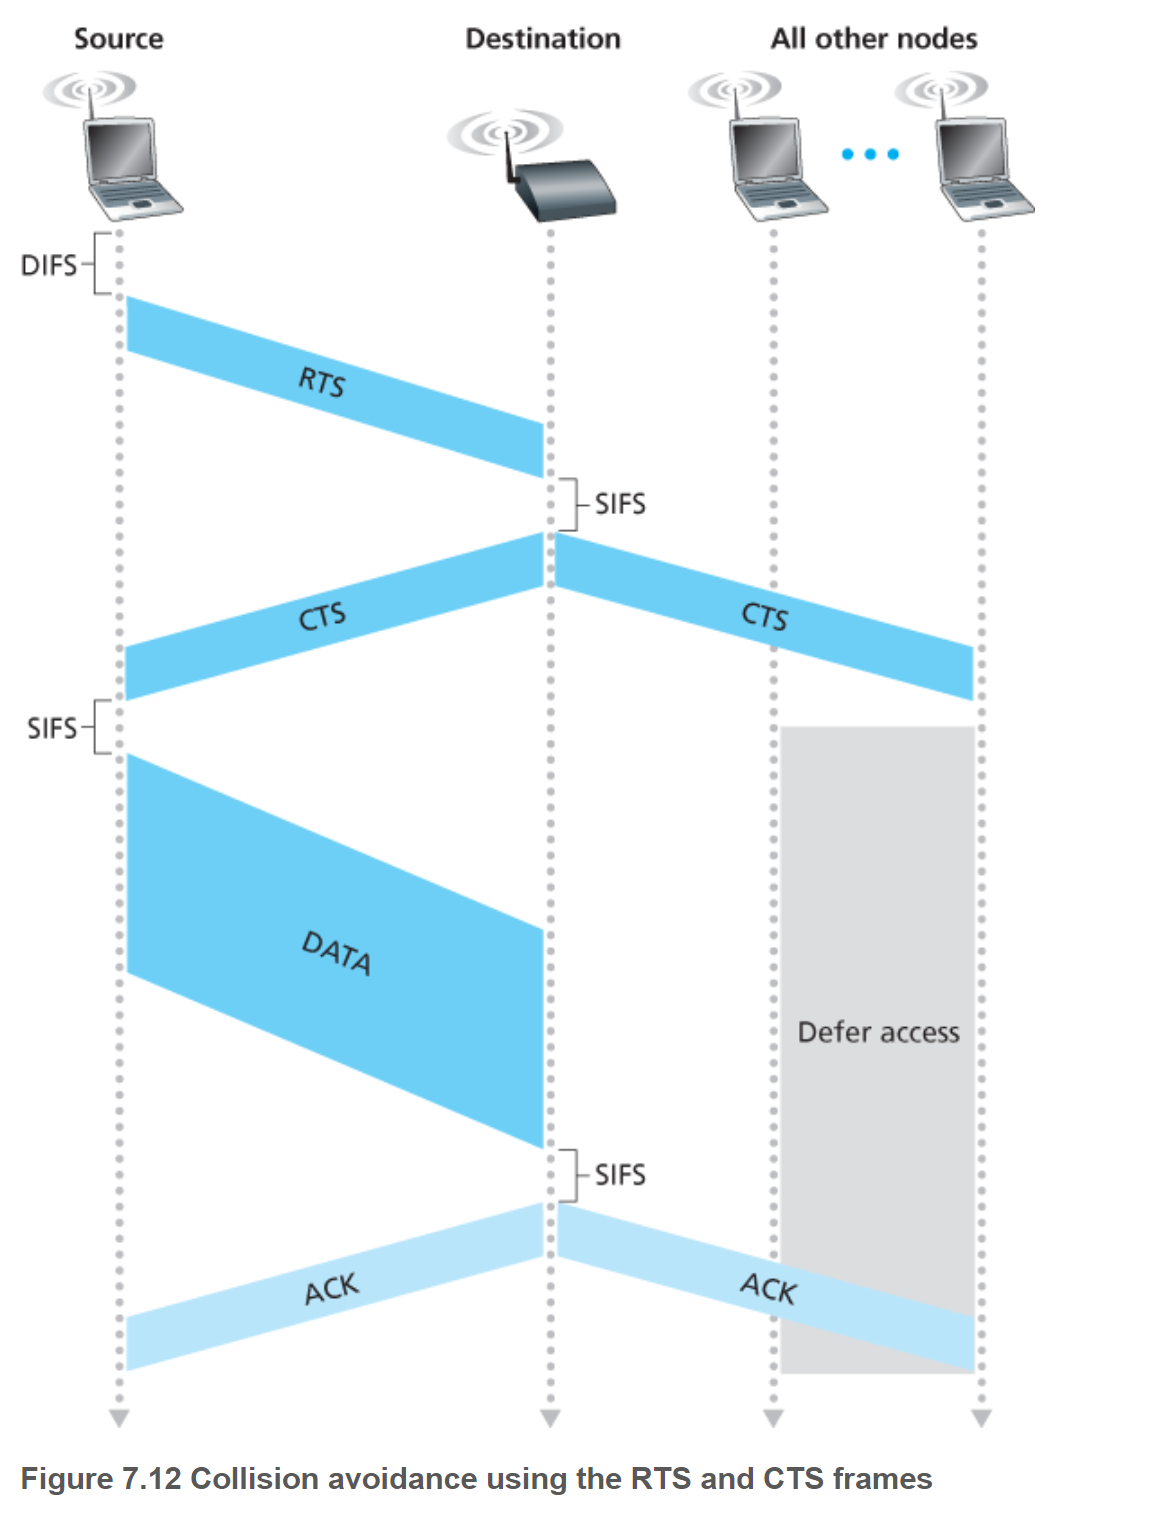 Source
Destination
All other nodes
DIFS
RTS
SIFS
CTS
CTS
SIFS
DATA
Defer access
SIFS
ACK
ACK
Figure 7.12 Collision avoidance using the RTS and CTS frames